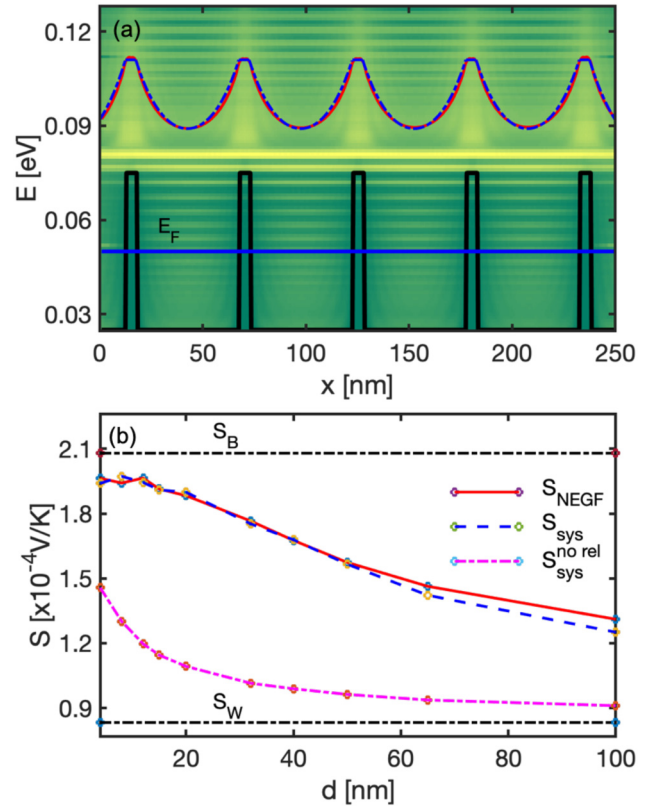 (a)
0.12
0.09
0.06
0.03
E [eV]
E_F
0 50 100 150 200 250
x [nm]
(b)
S_B
2.1
1.8
1.5
1.2
0.9
S [x10^-4V/K]
S_NEGF
S_sys
S_sys^no rel
S_W
20 40 60 80 100
d [nm]